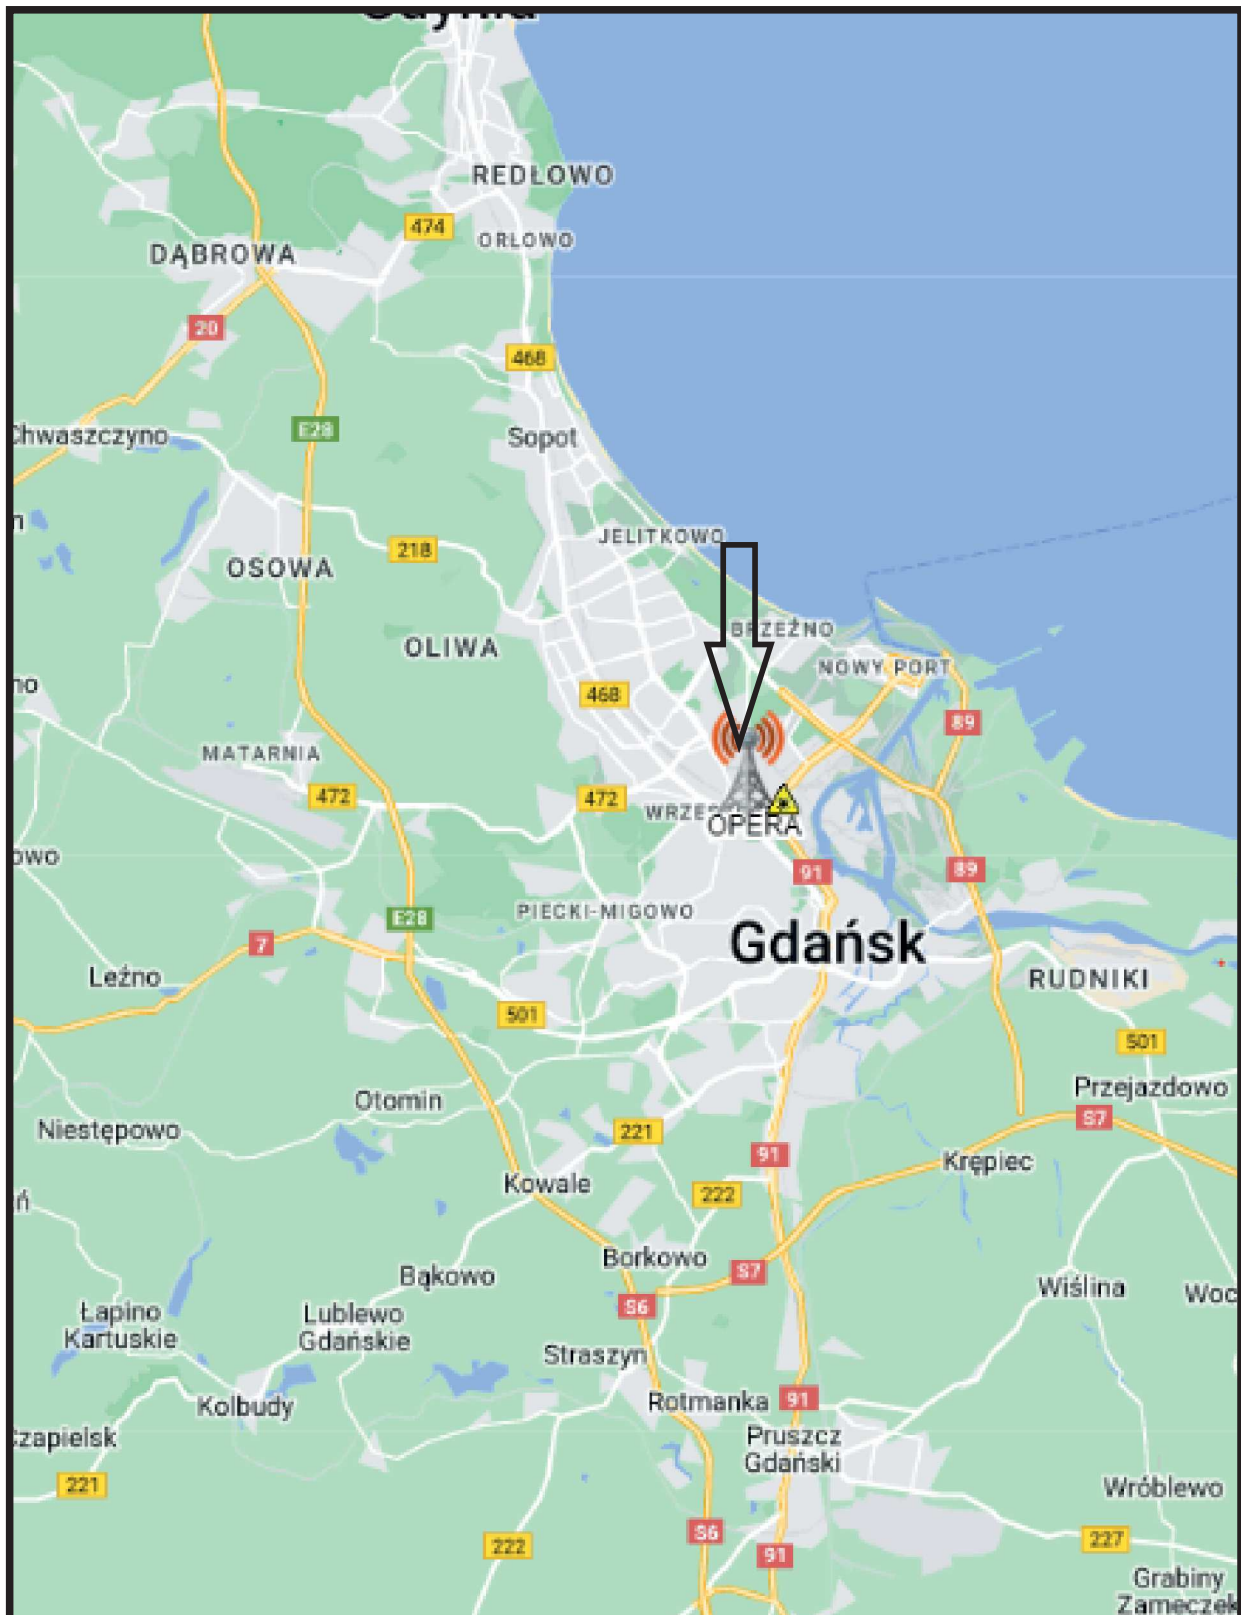 Gdynia
REDŁOWO
474
ORŁOWO
DĄBROWA
20
468
E28
Chwaszczyno
Sopot
JELITKOWO
218
OSOWA
BRZEŹNO
OLIWA
NOWY PORT
468
89
MATARNIA
472
472
OPERA
91
89
PIECKI-MIGOWO
E28
7
Gdańsk
Leźno
RUDNIKI
501
501
Przejazdowo
Otomin
S7
Niestępowo
221
91
Krępiec
Kowale
222
Borkowo
S7
Bąkowo
Wiślina
Woc
S6
Łapino
Kartuskie
Lublewo
Gdańskie
Straszyn
Rotmanka
91
Kolbudy
Pruszcz
Gdański
Czapielsk
221
Wróblewo
S6
227
222
91
Grabiny
Zameczek